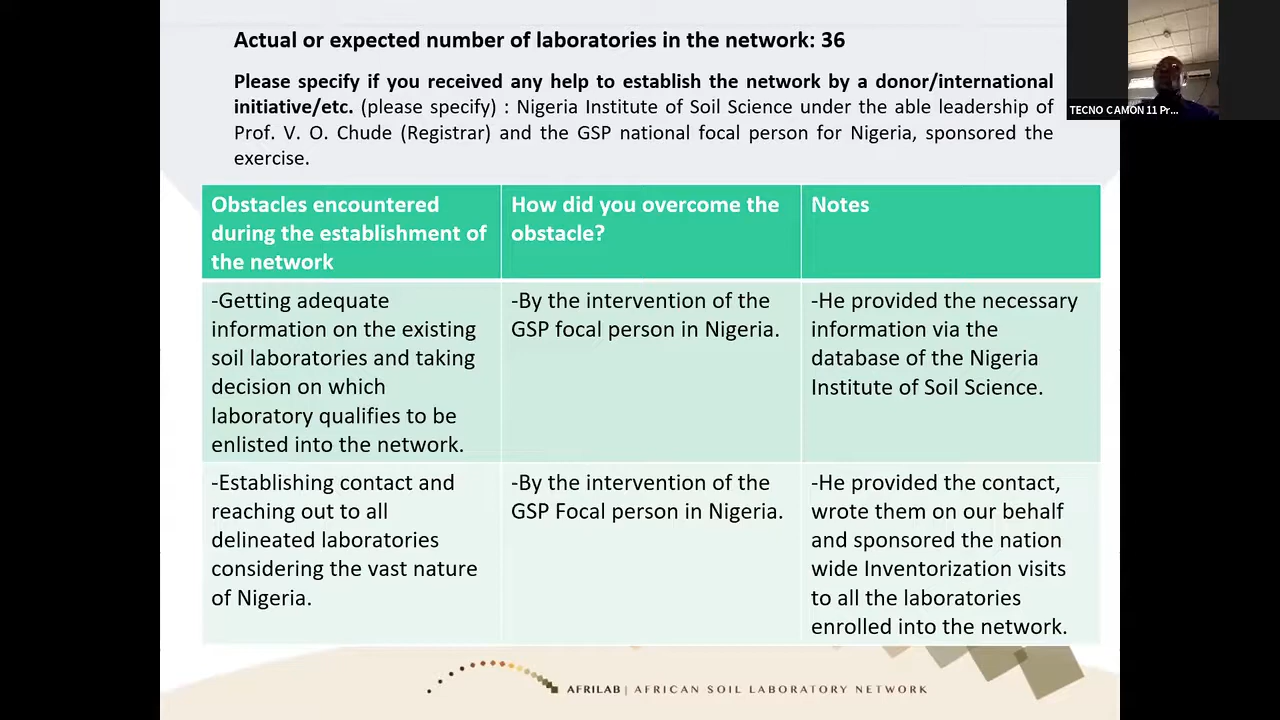 Actual or expected number of laboratories in the network: 36
Please specify if you received any help to establish the network by a donor/international
initiative/etc. (please specify) : Nigeria Institute of Soil Science under the able leadership of
Prof. V. O. Chude (Registrar) and the GSP national focal person for Nigeria, sponsored the
exercise.
TECNO CAMON 11 Pr...
Obstacles encountered
during the establishment of
the network
How did you overcome the
obstacle?
Notes
-Getting adequate
information on the existing
soil laboratories and taking
decision on which
laboratory qualifies to be
enlisted into the network.
-By the intervention of the
GSP focal person in Nigeria.
-He provided the necessary
information via the
database of the Nigeria
Institute of Soil Science.
-Establishing contact and
reaching out to all
delineated laboratories
considering the vast nature
of Nigeria.
-By the intervention of the
GSP Focal person in Nigeria.
-He provided the contact,
wrote them on our behalf
and sponsored the nation
wide Inventorization visits
to all the laboratories
enrolled into the network.
AFRILAB | AFRICAN SOIL LABORATORY NETWORK